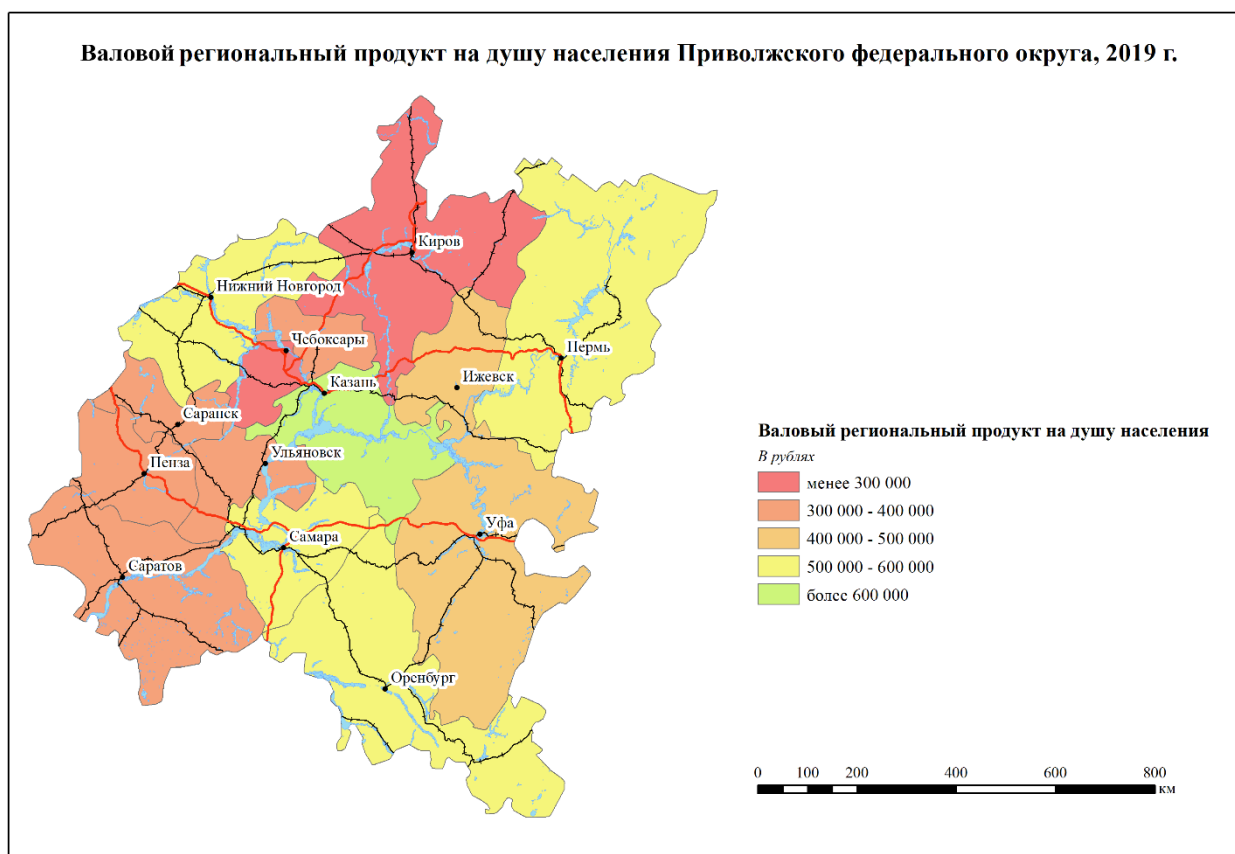 Валовой региональный продукт на душу населения Приволжского федерального округа, 2019 г.
Киров
Нижний Новгород
Чебоксары
Пермь
Ижевск
Казань
Саранск
Ульяновск
Пенза
Уфа
Самара
Саратов
Оренбург
Валовый региональный продукт на душу населения
В рублях
менее 300 000
300 000 - 400 000
400 000 - 500 000
500 000 - 600 000
более 600 000
0 100 200 400 600 800
км